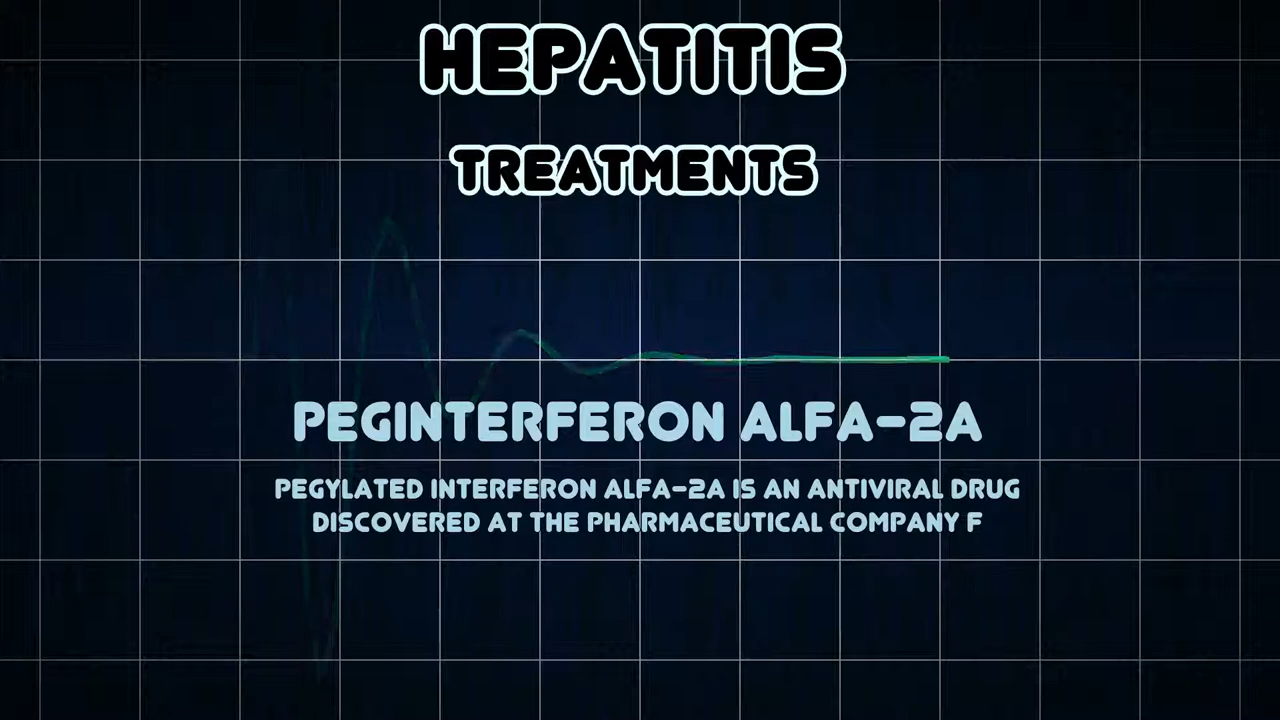 HEPATITIS
TREATMENTS
PEGINTERFERON ALFA-2A
PEGYLATED INTERFERON ALFA-2A IS AN ANTIVIRAL DRUG
DISCOVERED AT THE PHARMACEUTICAL COMPANY F